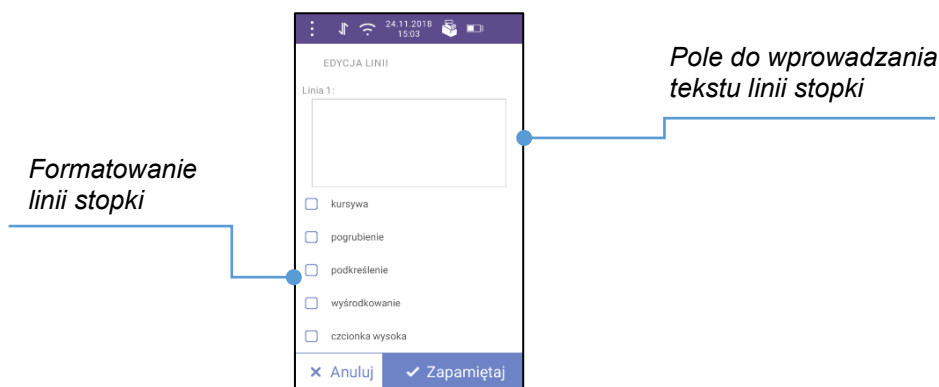 24.11.2018
15:03
EDYCJA LINII
Linia 1:
Pole do wprowadzania
tekstu linii stopki
Formatowanie
linii stopki
kursywa
pogrubienie
podkreślenie
wyśrodkowanie
czcionka wysoka
Anuluj
Zapamiętaj